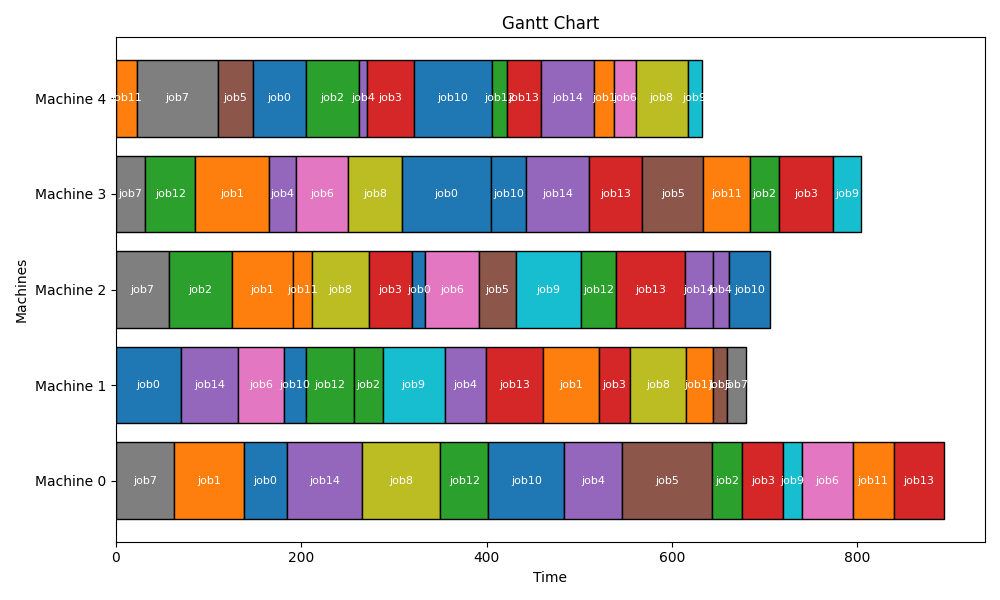 Gantt Chart
Machine 4
job11 job7 job5 job0 job2 job4 job3 job10 job12 job13 job14 job1 job6 job8 job9
Machine 3
job7 job12 job1 job4 job6 job8 job0 job10 job14 job13 job5 job11 job2 job3 job9
Machine 2
job7 job2 job1 job11 job8 job3 job0 job6 job5 job9 job12 job13 job14 job4 job10
Machine 1
job0 job14 job6 job10 job12 job2 job9 job4 job13 job1 job3 job8 job11 job5 job7
Machine 0
job7 job1 job0 job14 job8 job12 job10 job4 job5 job2 job3 job9 job6 job11 job13
0 200 400 600 800
Time
Machines